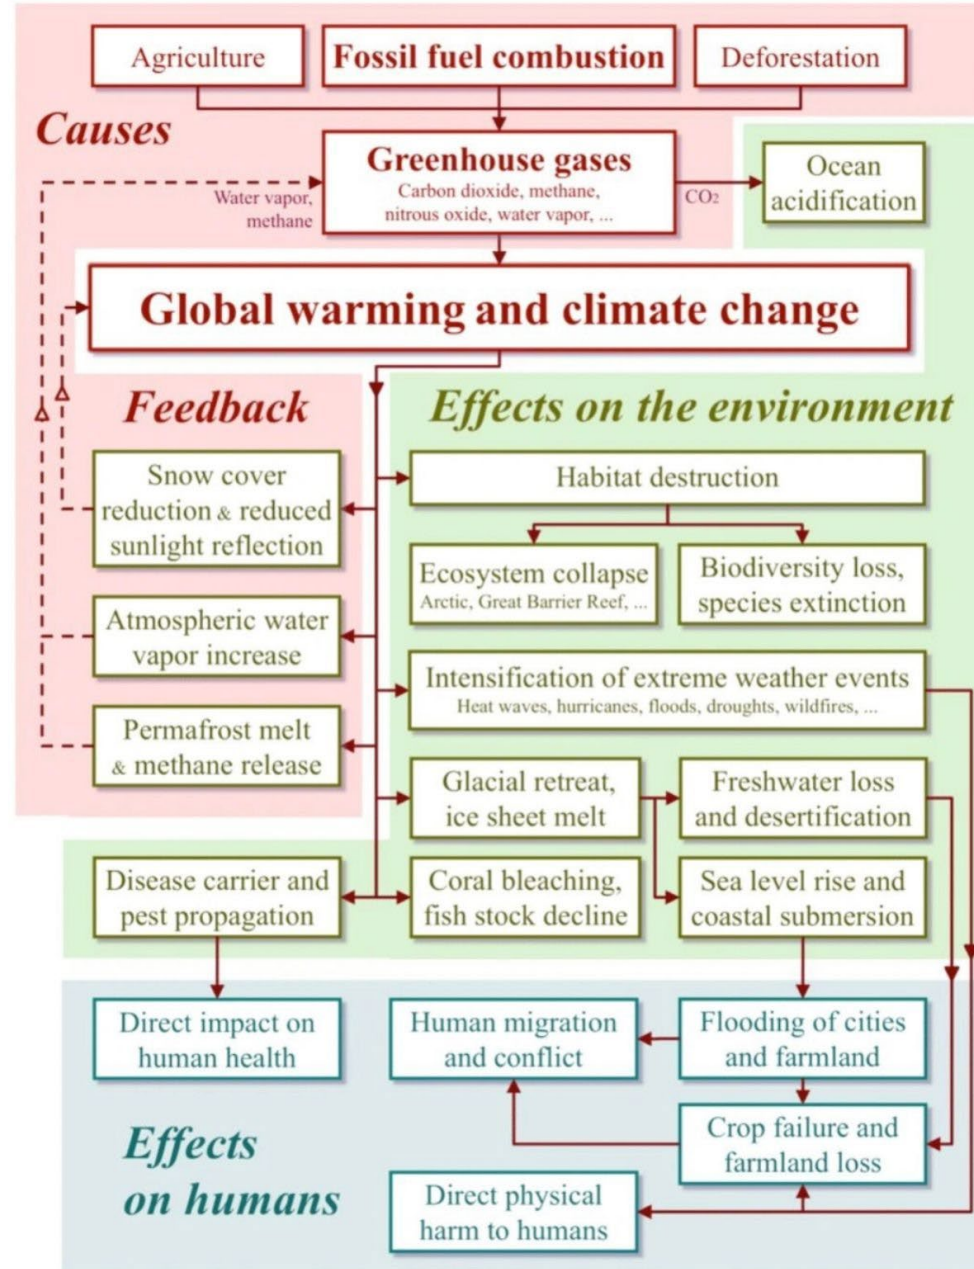 Agriculture
Fossil fuel combustion
Deforestation
Causes
Greenhouse gases
Carbon dioxide, methane,
nitrous oxide, water vapor, ...
Water vapor,
methane
CO₂
Ocean
acidification
Global warming and climate change
Feedback
Effects on the environment
Snow cover
reduction & reduced
sunlight reflection
Habitat destruction
Ecosystem collapse
Arctic, Great Barrier Reef, ...
Biodiversity loss,
species extinction
Atmospheric water
vapor increase
Intensification of extreme weather events
Heat waves, hurricanes, floods, droughts, wildfires, ...
Permafrost melt
& methane release
Glacial retreat,
ice sheet melt
Freshwater loss
and desertification
Disease carrier and
pest propagation
Coral bleaching,
fish stock decline
Sea level rise and
coastal submersion
Direct impact on
human health
Human migration
and conflict
Flooding of cities
and farmland
Effects
on humans
Crop failure and
farmland loss
Direct physical
harm to humans